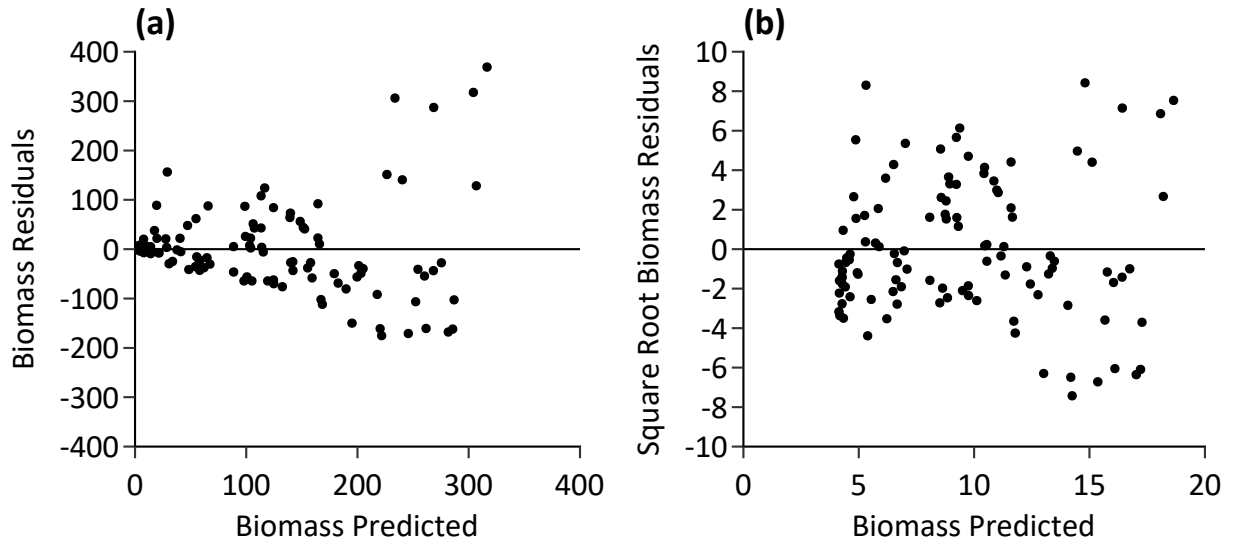 (a)
Biomass Residuals
400
300
200
100
0
-100
-200
-300
-400
0 100 200 300 400
Biomass Predicted
(b)
Square Root Biomass Residuals
10
8
6
4
2
0
-2
-4
-6
-8
-10
0 5 10 15 20
Biomass Predicted